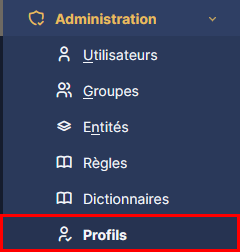 Administration
Utilisateurs
Groupes
Entités
Règles
Dictionnaires
Profils